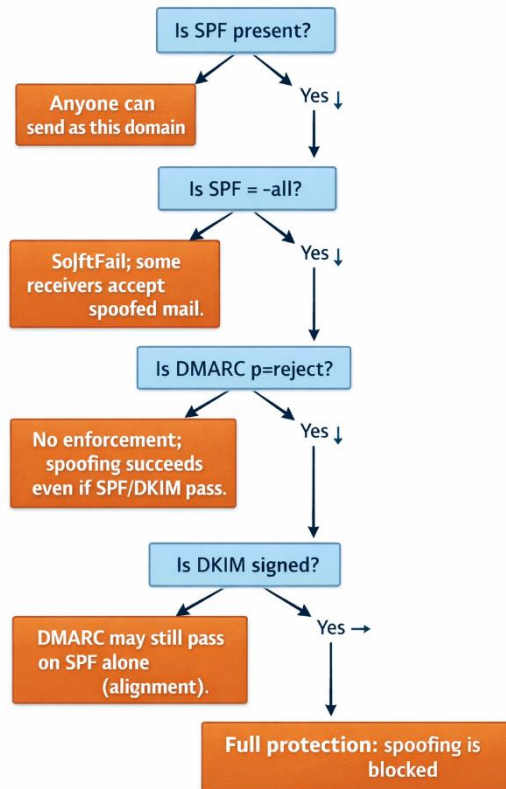 Is SPF present?
Anyone can
send as this domain
Yes ↓
Is SPF = -all?
SoJftFail; some
receivers accept
spoofed mail.
Yes ↓
Is DMARC p=reject?
No enforcement;
spoofing succeeds
even if SPF/DKIM pass.
Yes ↓
Is DKIM signed?
DMARC may still pass
on SPF alone
(alignment).
Yes →
Full protection: spoofing is
blocked